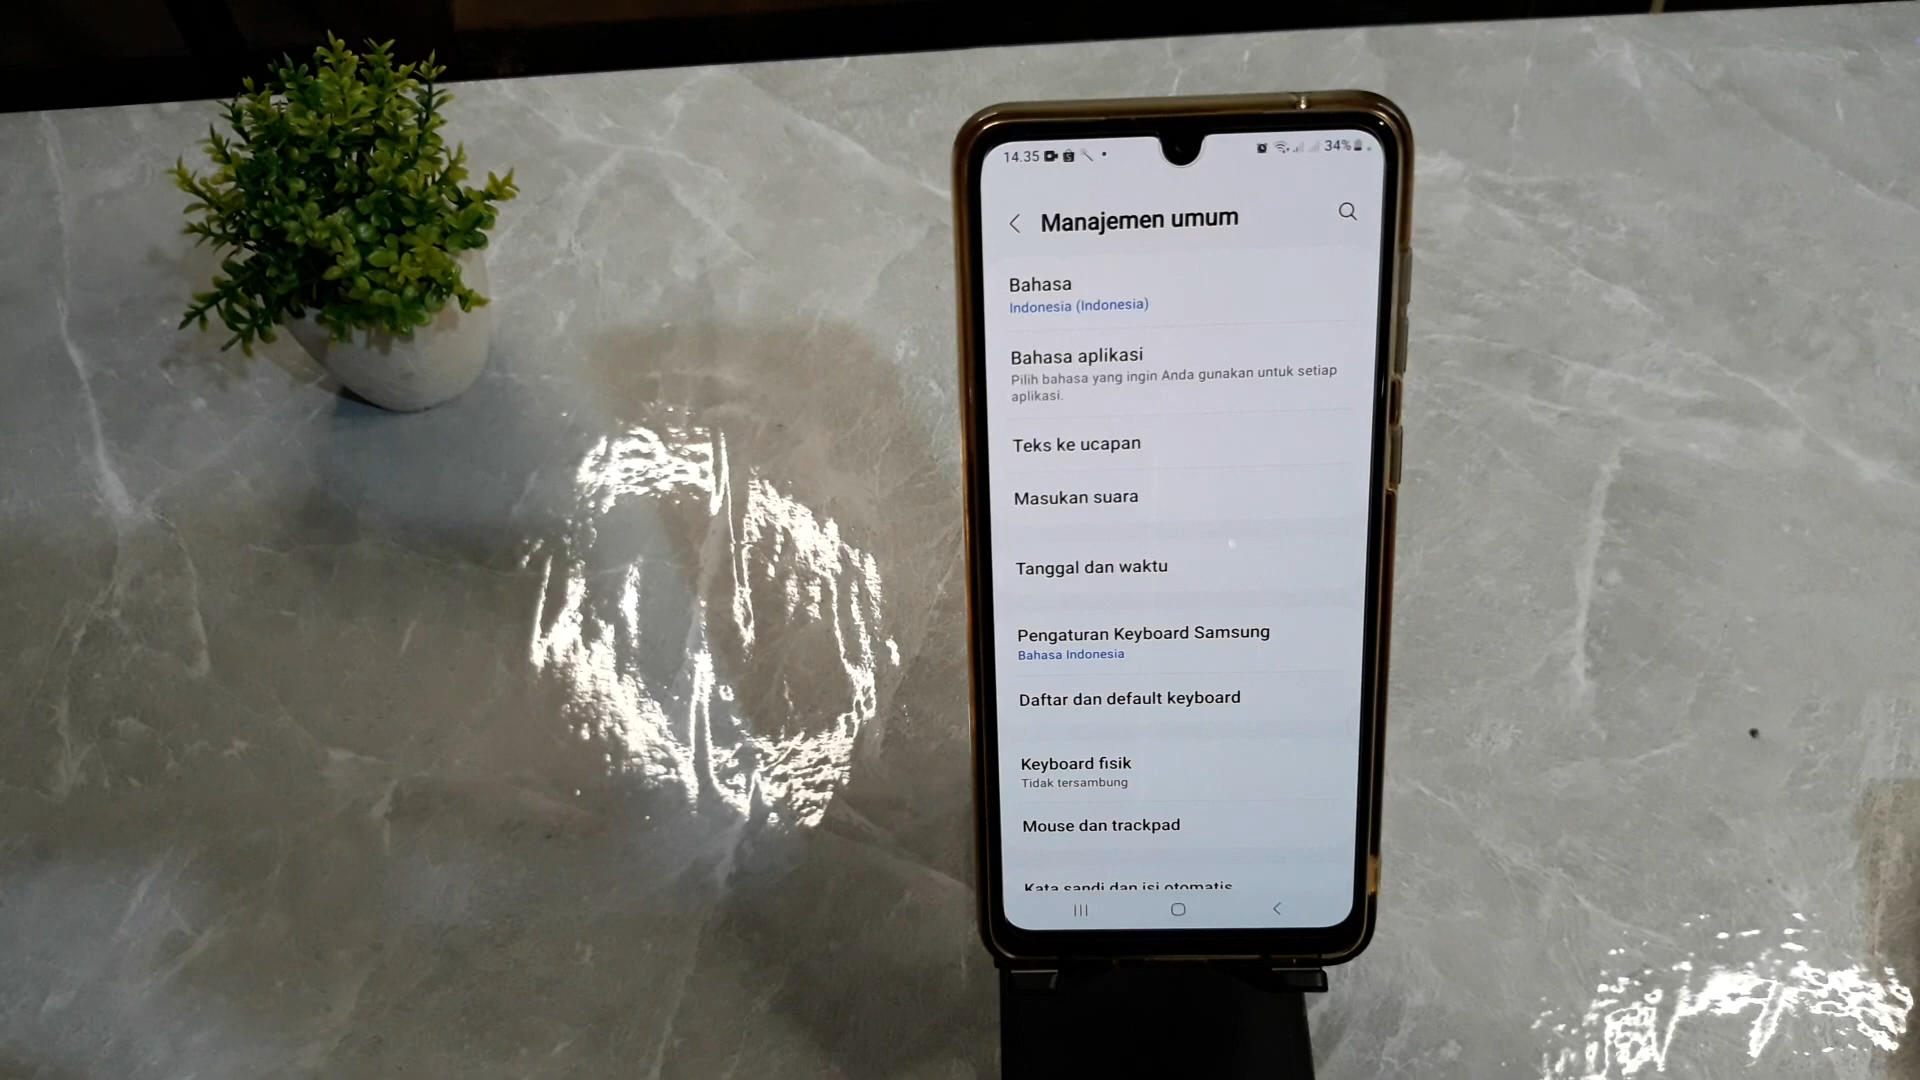 14.35
34%
Manajemen umum
Bahasa
Indonesia (Indonesia)
Bahasa aplikasi
Pilih bahasa yang ingin Anda gunakan untuk setiap
aplikasi.
Teks ke ucapan
Masukan suara
Tanggal dan waktu
Pengaturan Keyboard Samsung
Bahasa Indonesia
Daftar dan default keyboard
Keyboard fisik
Tidak tersambung
Mouse dan trackpad
Kata sandi dan isi otomatis